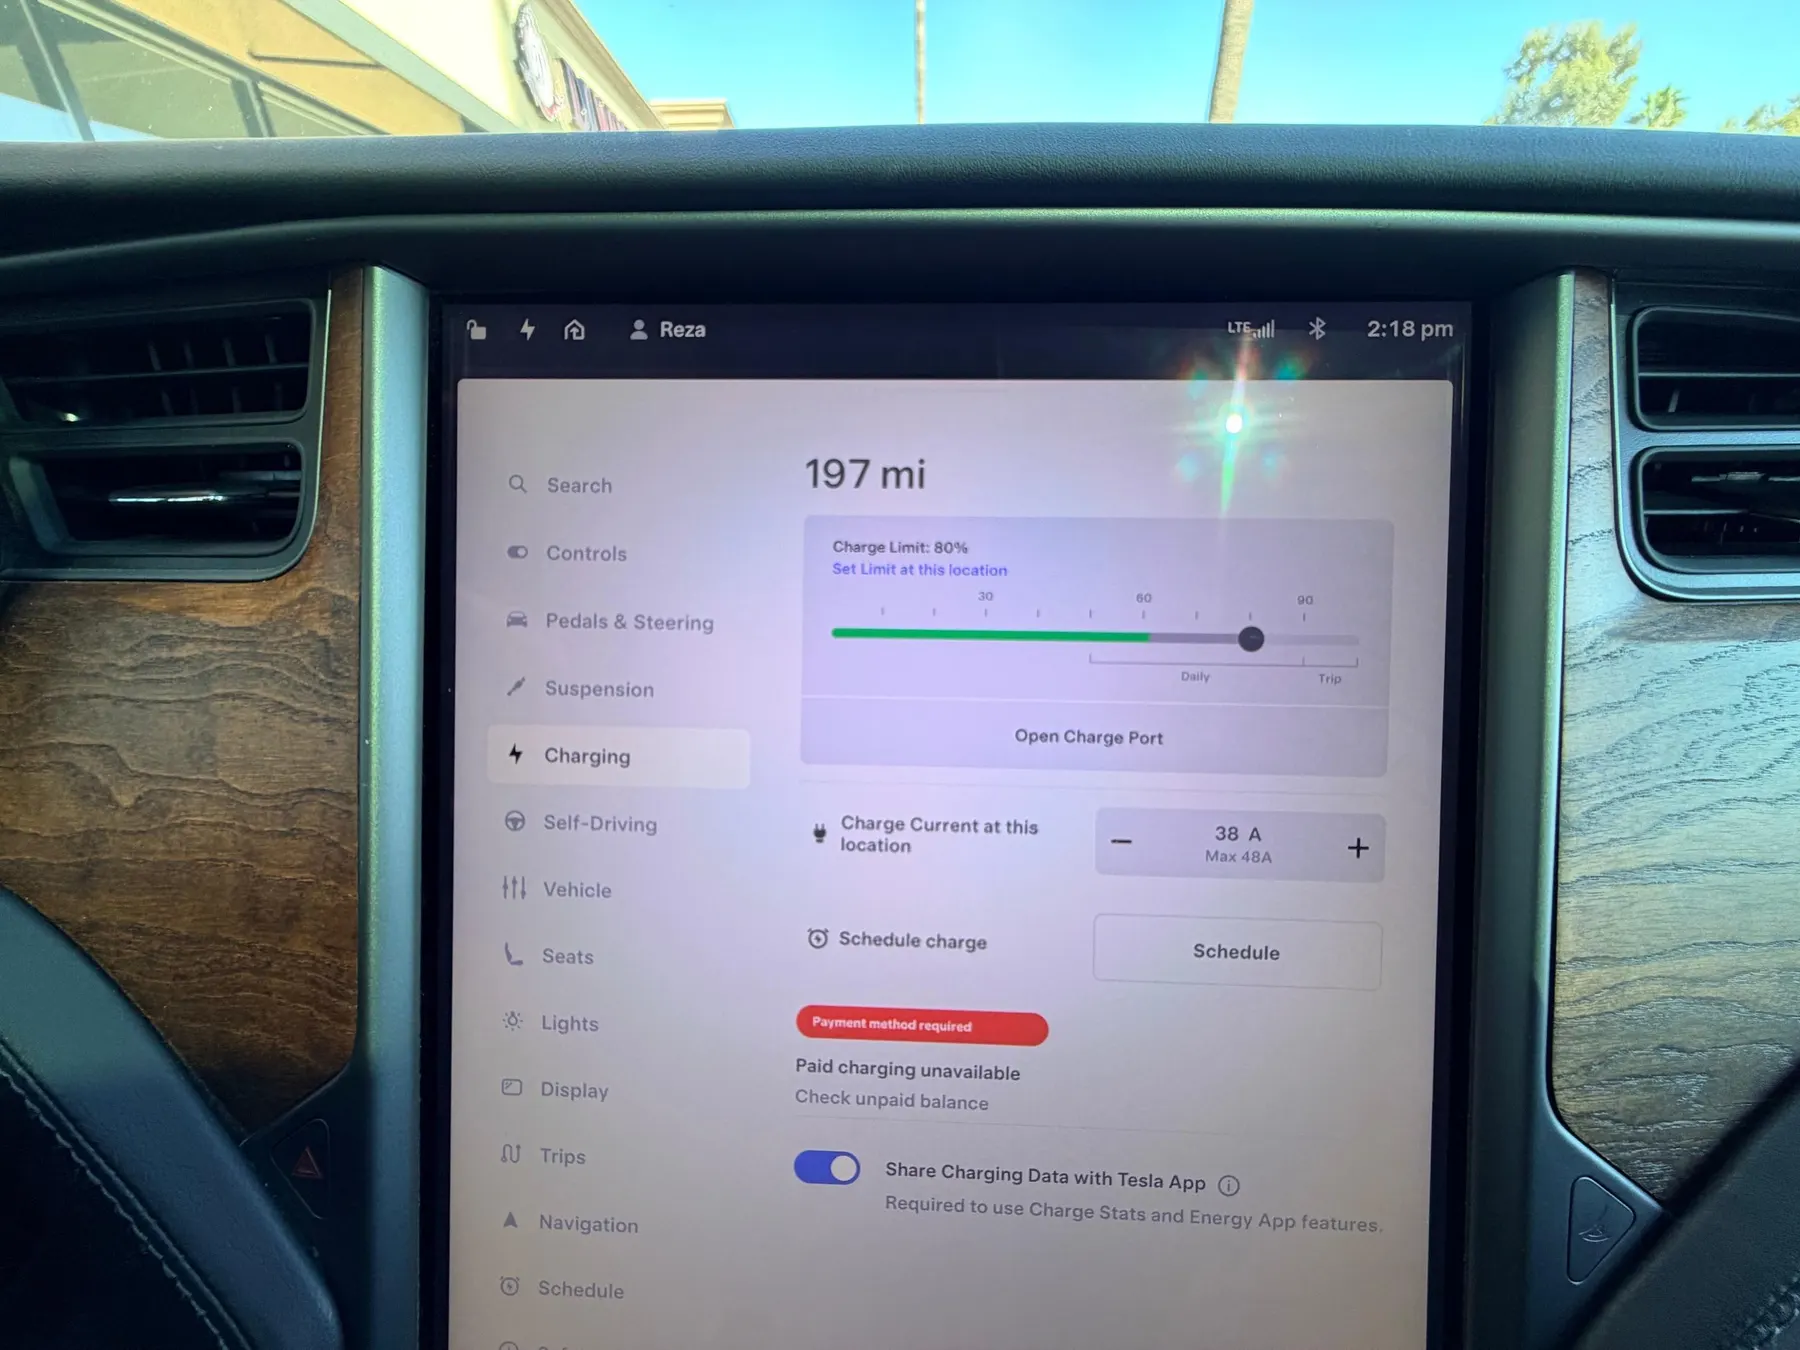 Reza
LTE
2:18 pm
Search
Controls
Pedals & Steering
Suspension
Charging
Self-Driving
Vehicle
Seats
Lights
Display
Trips
Navigation
Schedule
197 mi
Charge Limit: 80%
Set Limit at this location
30 60 90
Daily Trip
Open Charge Port
Charge Current at this
location
38 A
Max 48A
Schedule charge
Schedule
Payment method required
Paid charging unavailable
Check unpaid balance
Share Charging Data with Tesla App
Required to use Charge Stats and Energy App features.